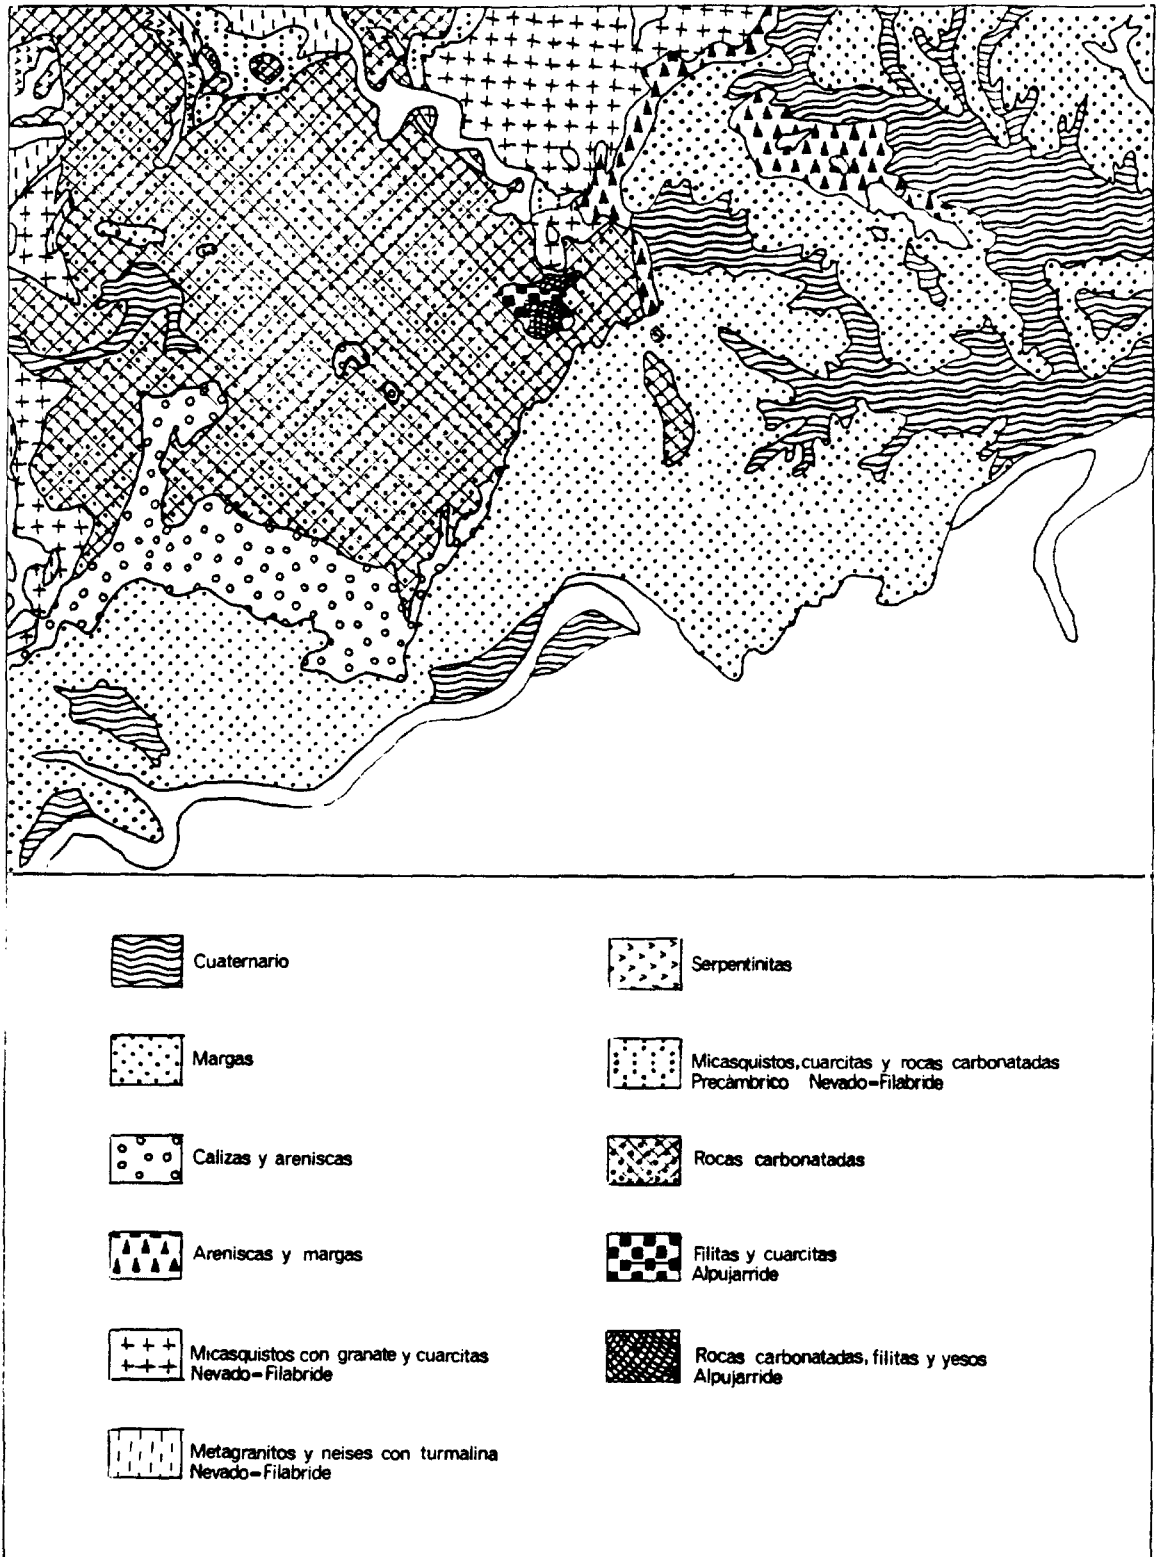 Cuaternario
Margas
Calizas y areniscas
Areniscas y margas
Micasquistos con granate y cuarcitas
Nevado-Filabride
Metagranitos y neises con turmalina
Nevado-Filabride
Serpentinitas
Micasquistos, cuarcitas y rocas carbonatadas
Precámbrico Nevado-Filabride
Rocas carbonatadas
Filitas y cuarcitas
Alpujarride
Rocas carbonatadas, filitas y yesos
Alpujarride